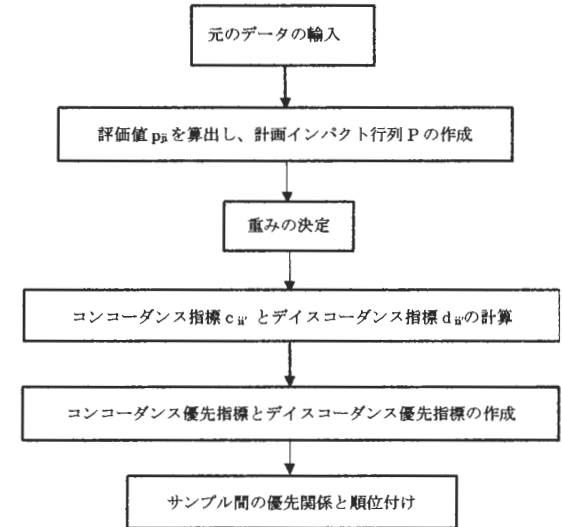 元のデータの輸入
評価値 pⱼᵢを算出し、計画インパクト行列 P の作成
重みの決定
コンコーダンス指標 c ii' とデイスコーダンス指標 d ii'の計算
コンコーダンス優先指標とデイスコーダンス優先指標の作成
サンプル間の優先関係と順位付け